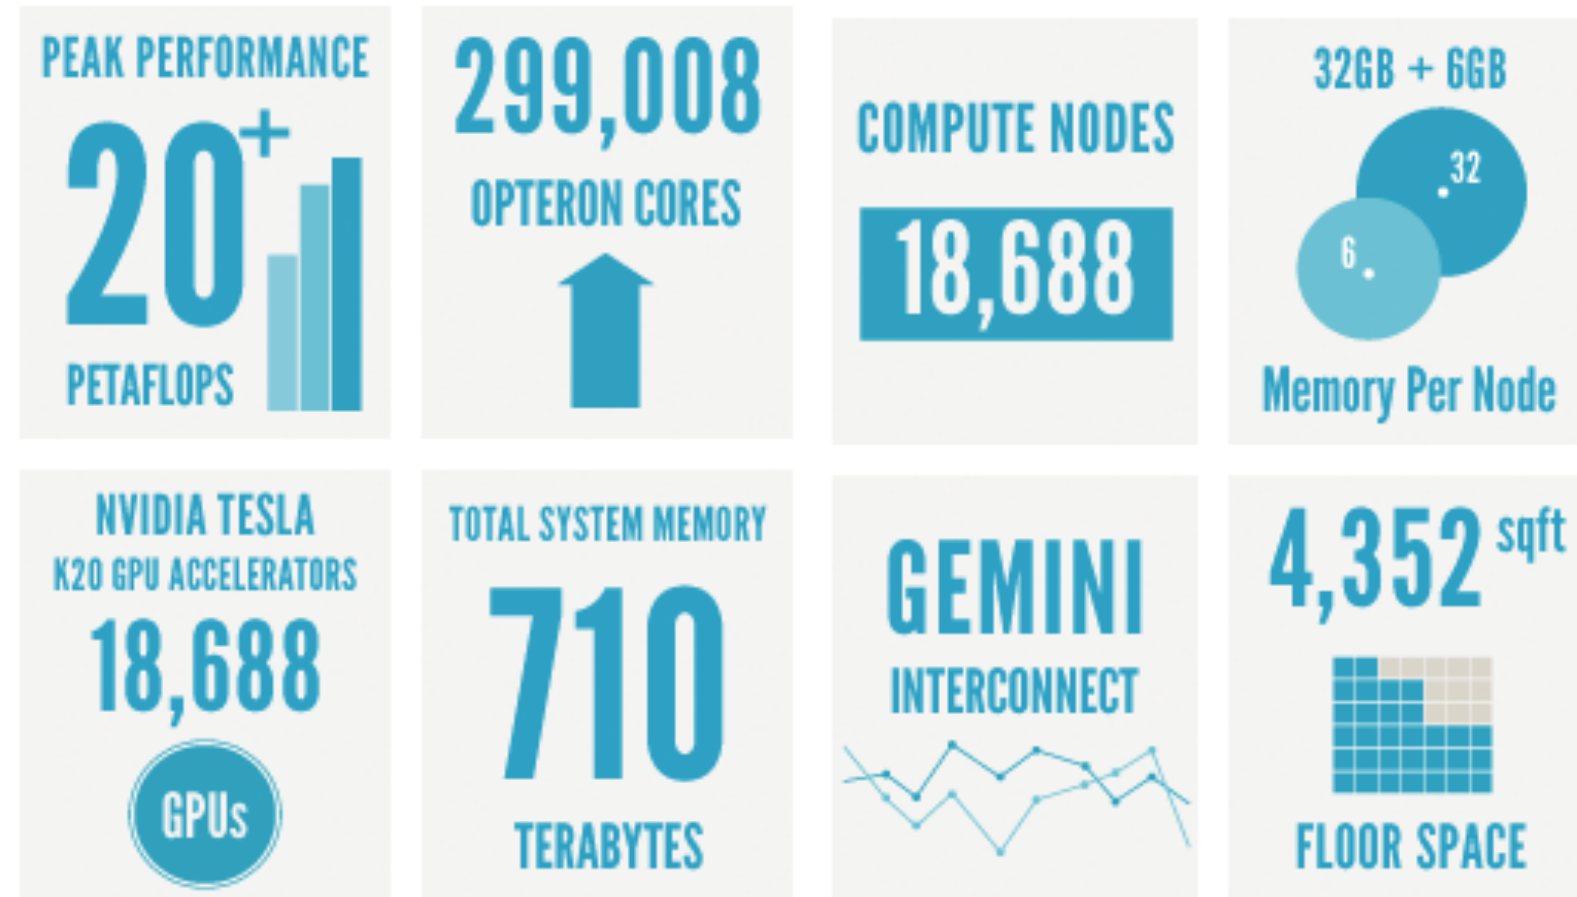 PEAK PERFORMANCE
20+
PETAFLOPS
299,008
OPTERON CORES
COMPUTE NODES
18,688
32GB + 6GB
32
6
Memory Per Node
NVIDIA TESLA
K20 GPU ACCELERATORS
18,688
GPUs
TOTAL SYSTEM MEMORY
710
TERABYTES
GEMINI
INTERCONNECT
4,352 sqft
FLOOR SPACE